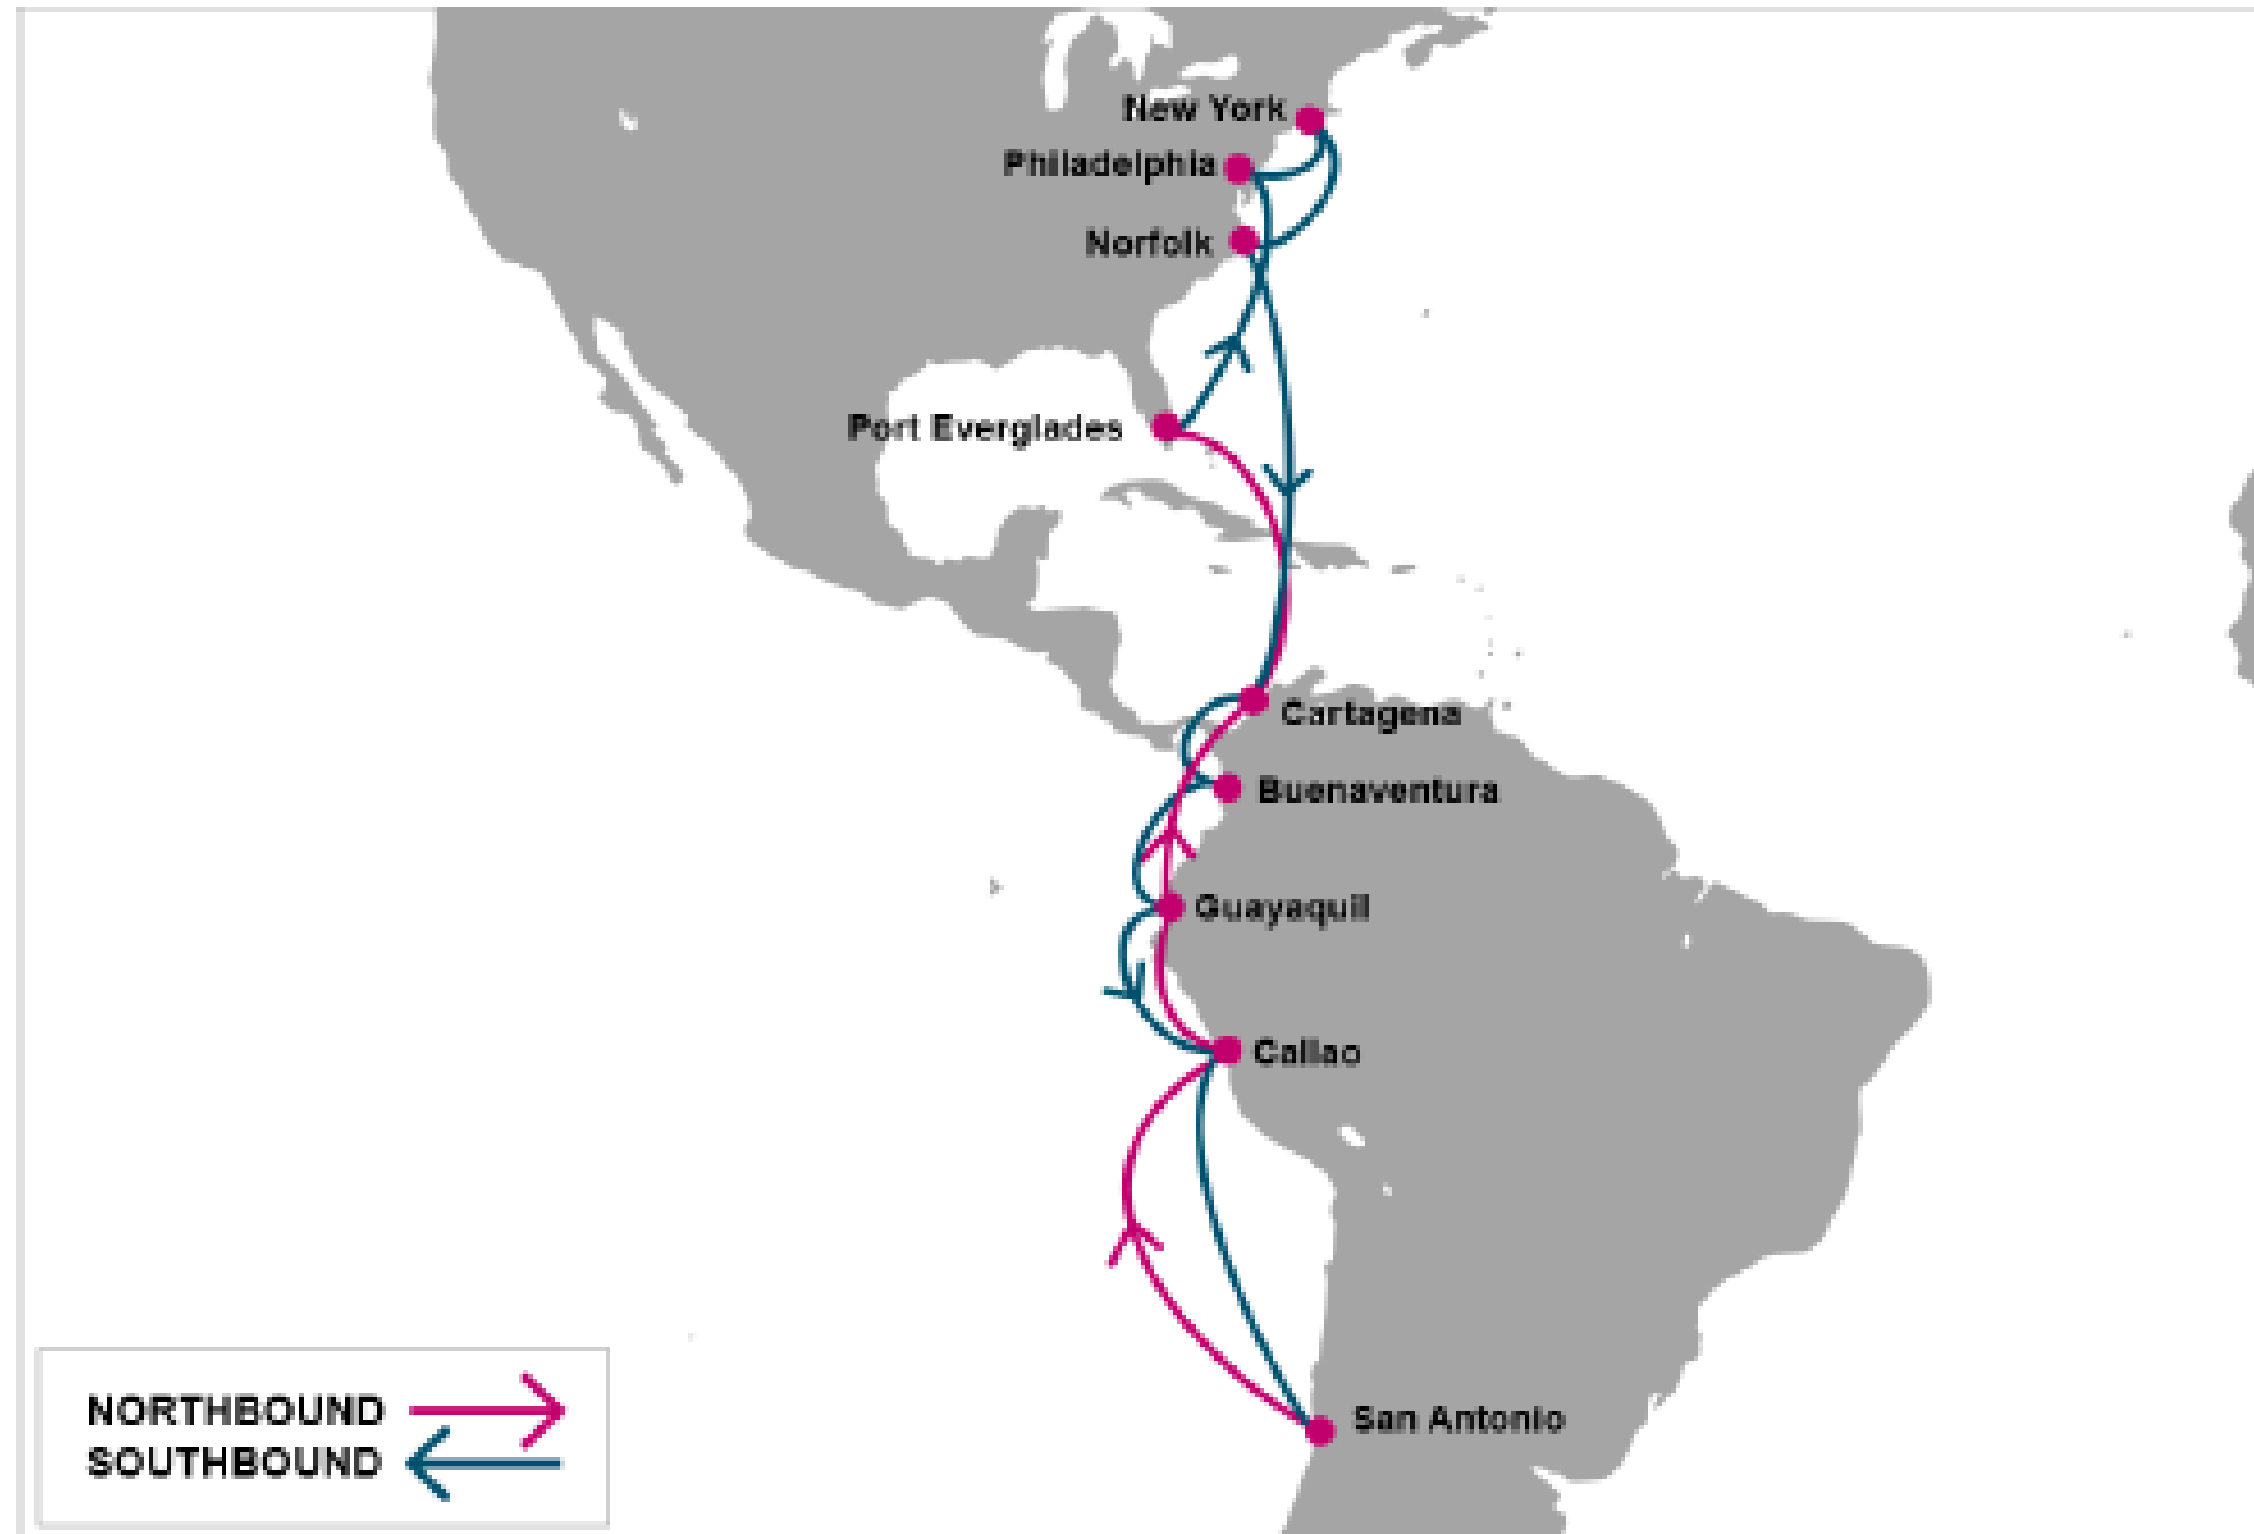 New York
Philadelphia
Norfolk
Port Everglades
Cartagena
Buenaventura
Guayaquil
Callao
San Antonio
NORTHBOUND
SOUTHBOUND